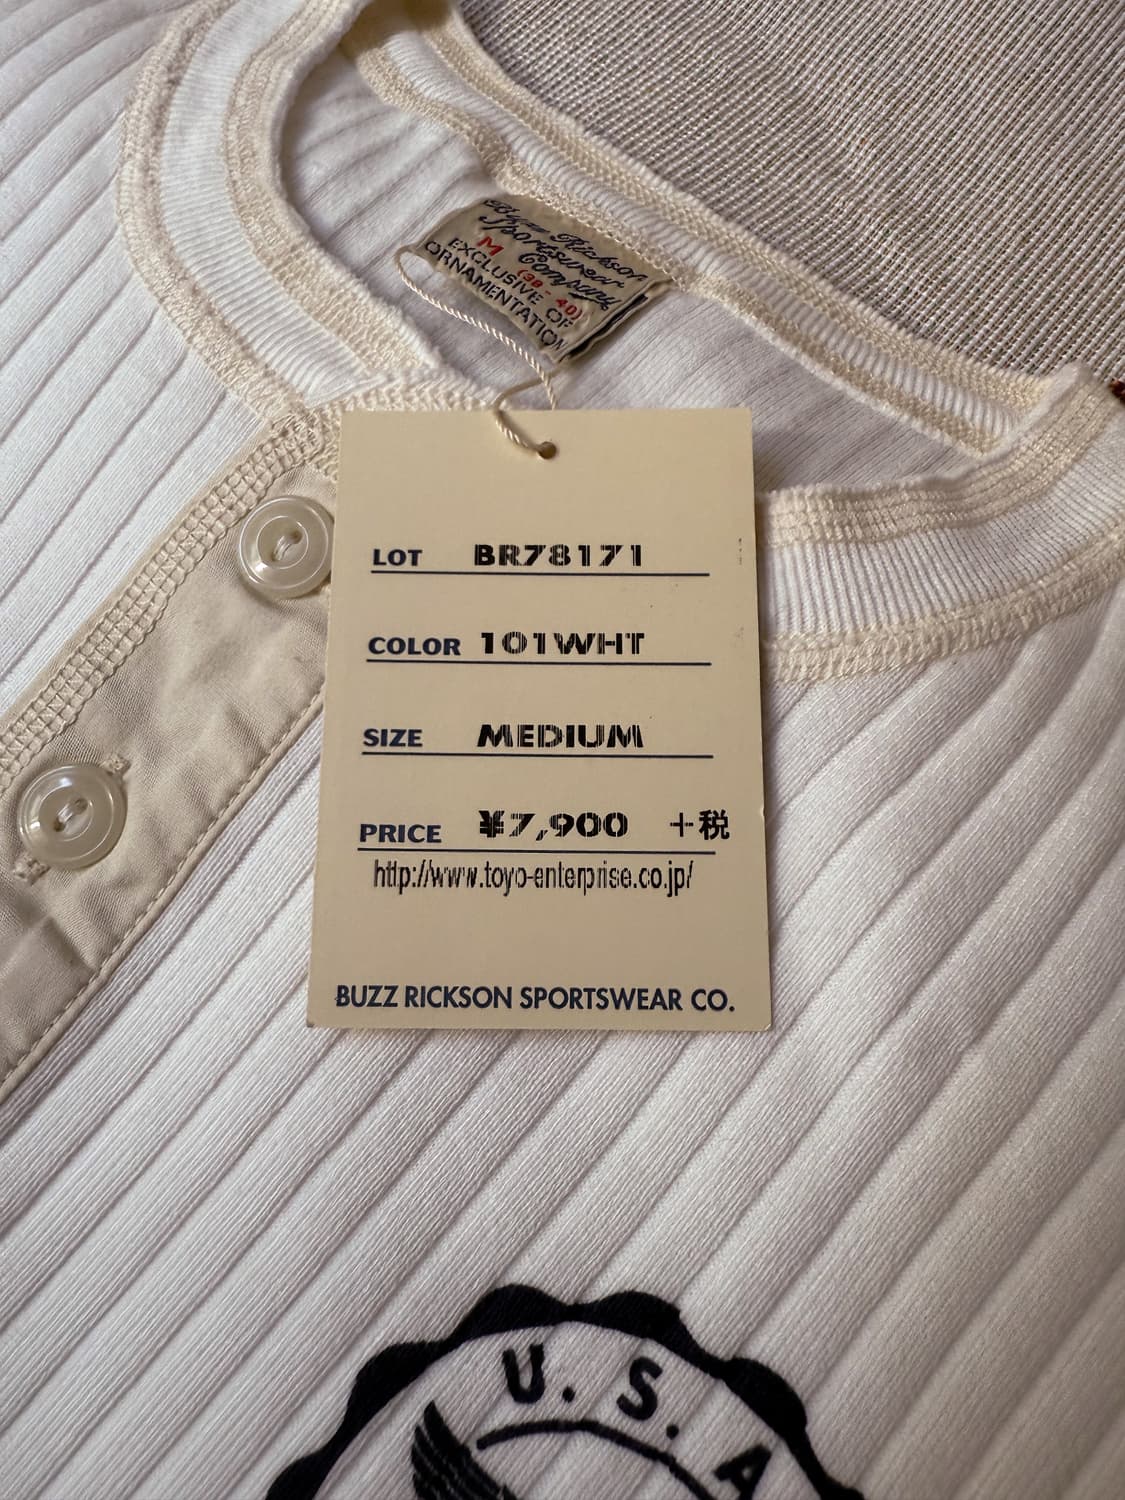 Buzz Rickson
Sportswear
Company
M (38 - 40)
EXCLUSIVE OF
ORNAMENTATION
LOT BR78171
COLOR 101WHT
SIZE MEDIUM
PRICE ¥7,900 +税
http://www.toyo-enterprise.co.jp/
BUZZ RICKSON SPORTSWEAR CO.
U.S.A